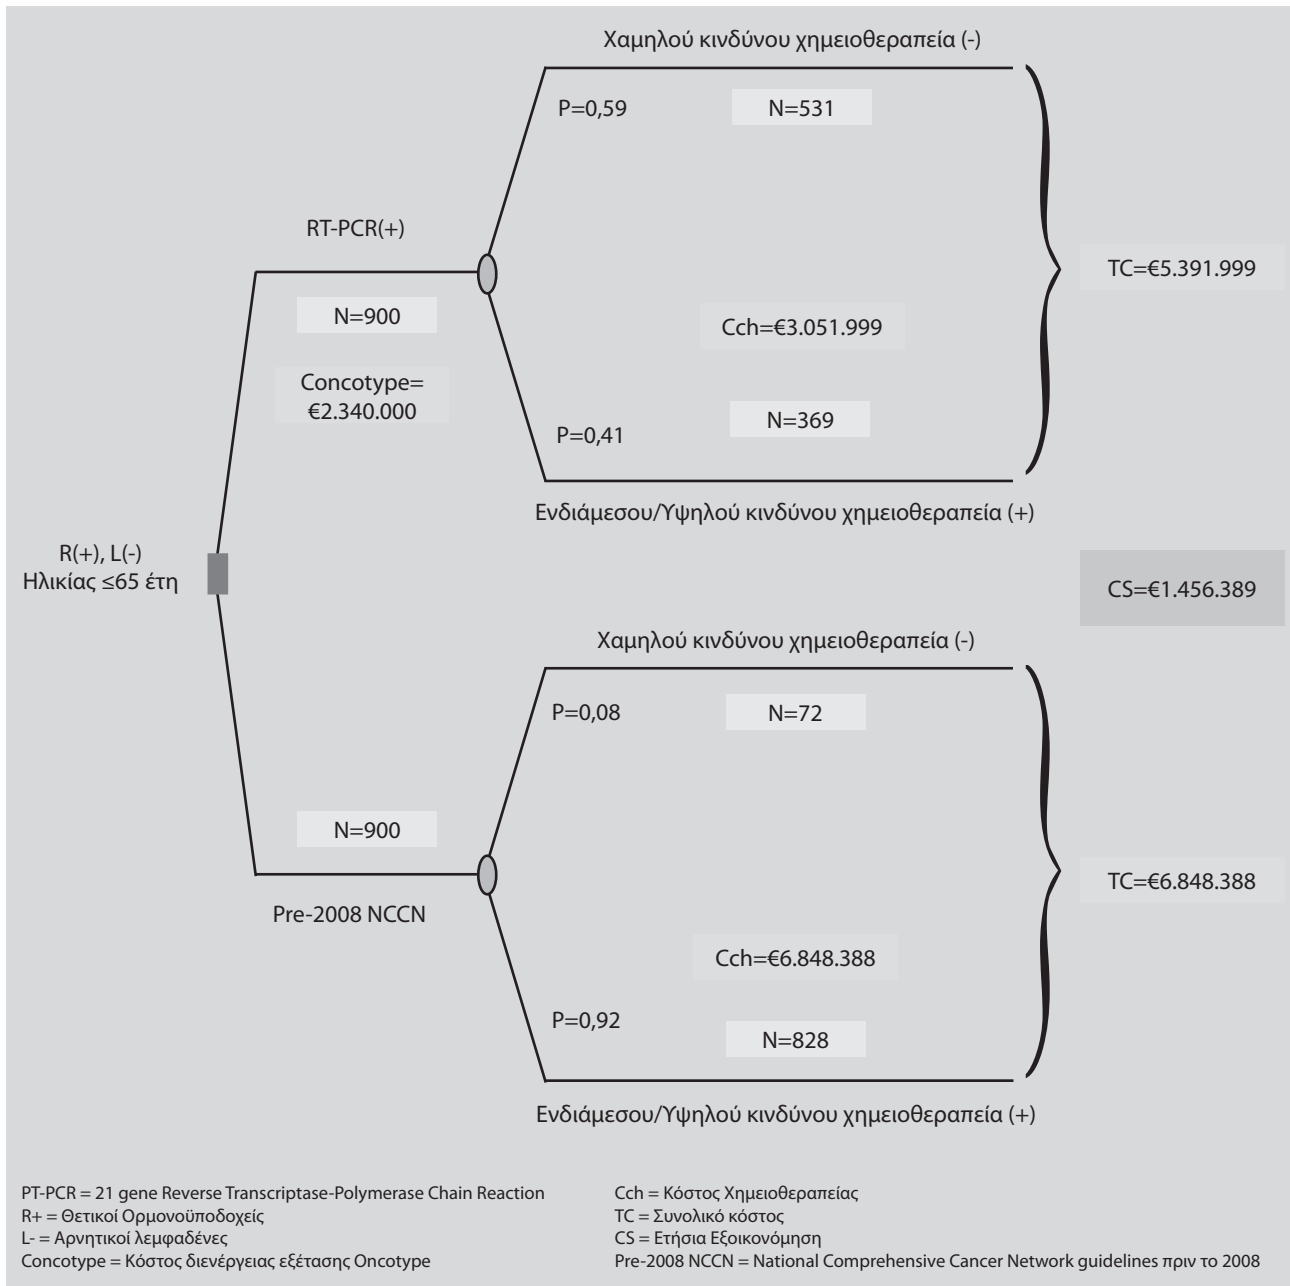 Χαμηλού κινδύνου χημειοθεραπεία (-)
P=0,59
N=531
RT-PCR(+)
N=900
Concotype=
€2.340.000
Cch=€3.051.999
TC=€5.391.999
N=369
P=0,41
Ενδιάμεσου/Υψηλού κινδύνου χημειοθεραπεία (+)
R(+), L(-)
Ηλικίας ≤65 έτη
CS=€1.456.389
Χαμηλού κινδύνου χημειοθεραπεία (-)
P=0,08
N=72
N=900
Pre-2008 NCCN
Cch=€6.848.388
TC=€6.848.388
P=0,92
N=828
Ενδιάμεσου/Υψηλού κινδύνου χημειοθεραπεία (+)
PT-PCR = 21 gene Reverse Transcriptase-Polymerase Chain Reaction
R+ = Θετικοί Ορμονοϋποδοχείς
L- = Αρνητικοί λεμφαδένες
Concotype = Κόστος διενέργειας εξέτασης Oncotype
Cch = Κόστος Χημειοθεραπείας
TC = Συνολικό κόστος
CS = Ετήσια Εξοικονόμηση
Pre-2008 NCCN = National Comprehensive Cancer Network guidelines πριν το 2008